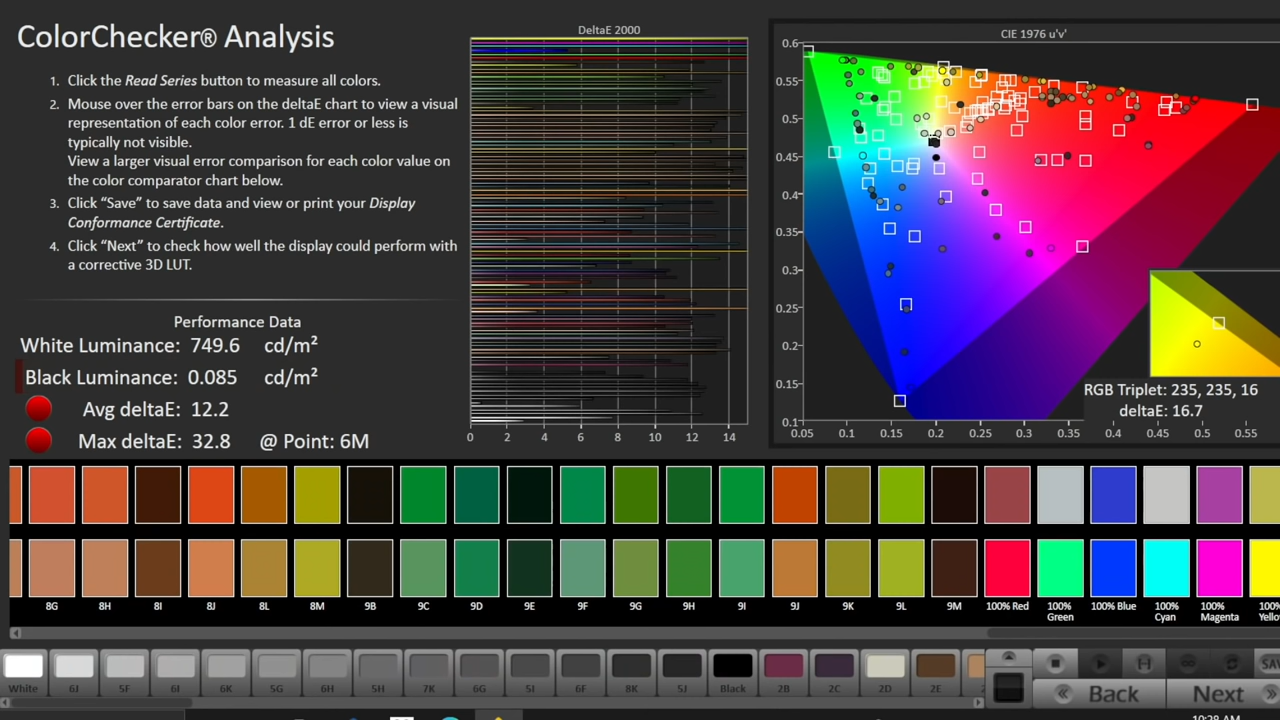 ColorChecker® Analysis
1. Click the Read Series button to measure all colors.
2. Mouse over the error bars on the deltaE chart to view a visual
representation of each color error. 1 dE error or less is
typically not visible.
View a larger visual error comparison for each color value on
the color comparator chart below.
3. Click “Save” to save data and view or print your Display
Conformance Certificate.
4. Click “Next” to check how well the display could perform with
a corrective 3D LUT.
Performance Data
White Luminance: 749.6 cd/m²
Black Luminance: 0.085 cd/m²
Avg deltaE: 12.2
Max deltaE: 32.8 @ Point: 6M
DeltaE 2000
0 2 4 6 8 10 12 14
CIE 1976 u'v'
0.6
0.55
0.5
0.45
0.4
0.35
0.3
0.25
0.2
0.15
0.1
0.05 0.1 0.15 0.2 0.25 0.3 0.35 0.4 0.45 0.5 0.55
RGB Triplet: 235, 235, 16
deltaE: 16.7
8G 8H 8I 8J 8L 8M 9B 9C 9D 9E 9F 9G 9H 9I 9J 9K 9L 9M 100% Red 100% Green 100% Blue 100% Cyan 100% Magenta 100% Yello
White 6J 5F 6I 6K 5G 6H 5H 7K 6G 5I 6F 8K 5J Black 2B 2C 2D 2E
SAV
Back Next
10:28 AM